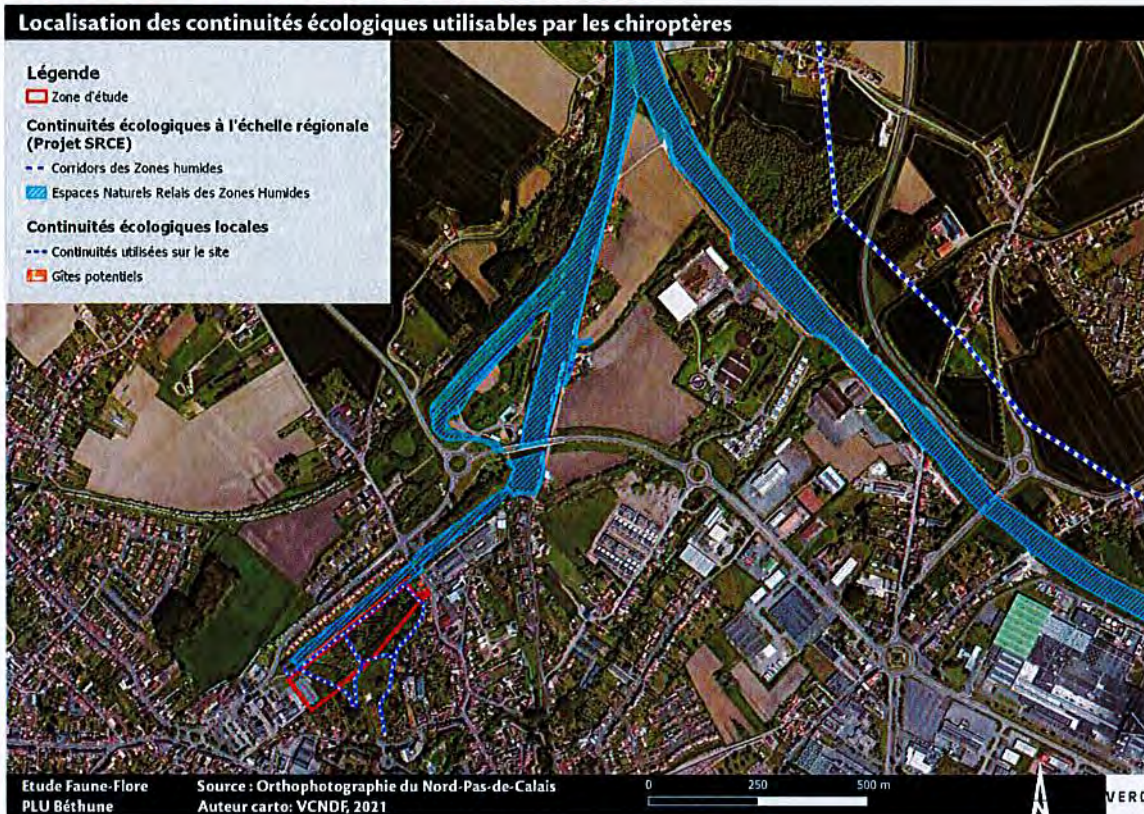 Localisation des continuités écologiques utilisables par les chiroptères
Légende
Zone d'étude
Continuités écologiques à l'échelle régionale
(Projet SRCE)
Corridors des Zones humides
Espaces Naturels Relais des Zones Humides
Continuités écologiques locales
Continuités utilisées sur le site
Gîtes potentiels
Etude Faune-Flore
PLU Béthune
Source : Orthophotographie du Nord-Pas-de-Calais
Auteur carto: VCNDF, 2021
0 250 500 m
N
VERD